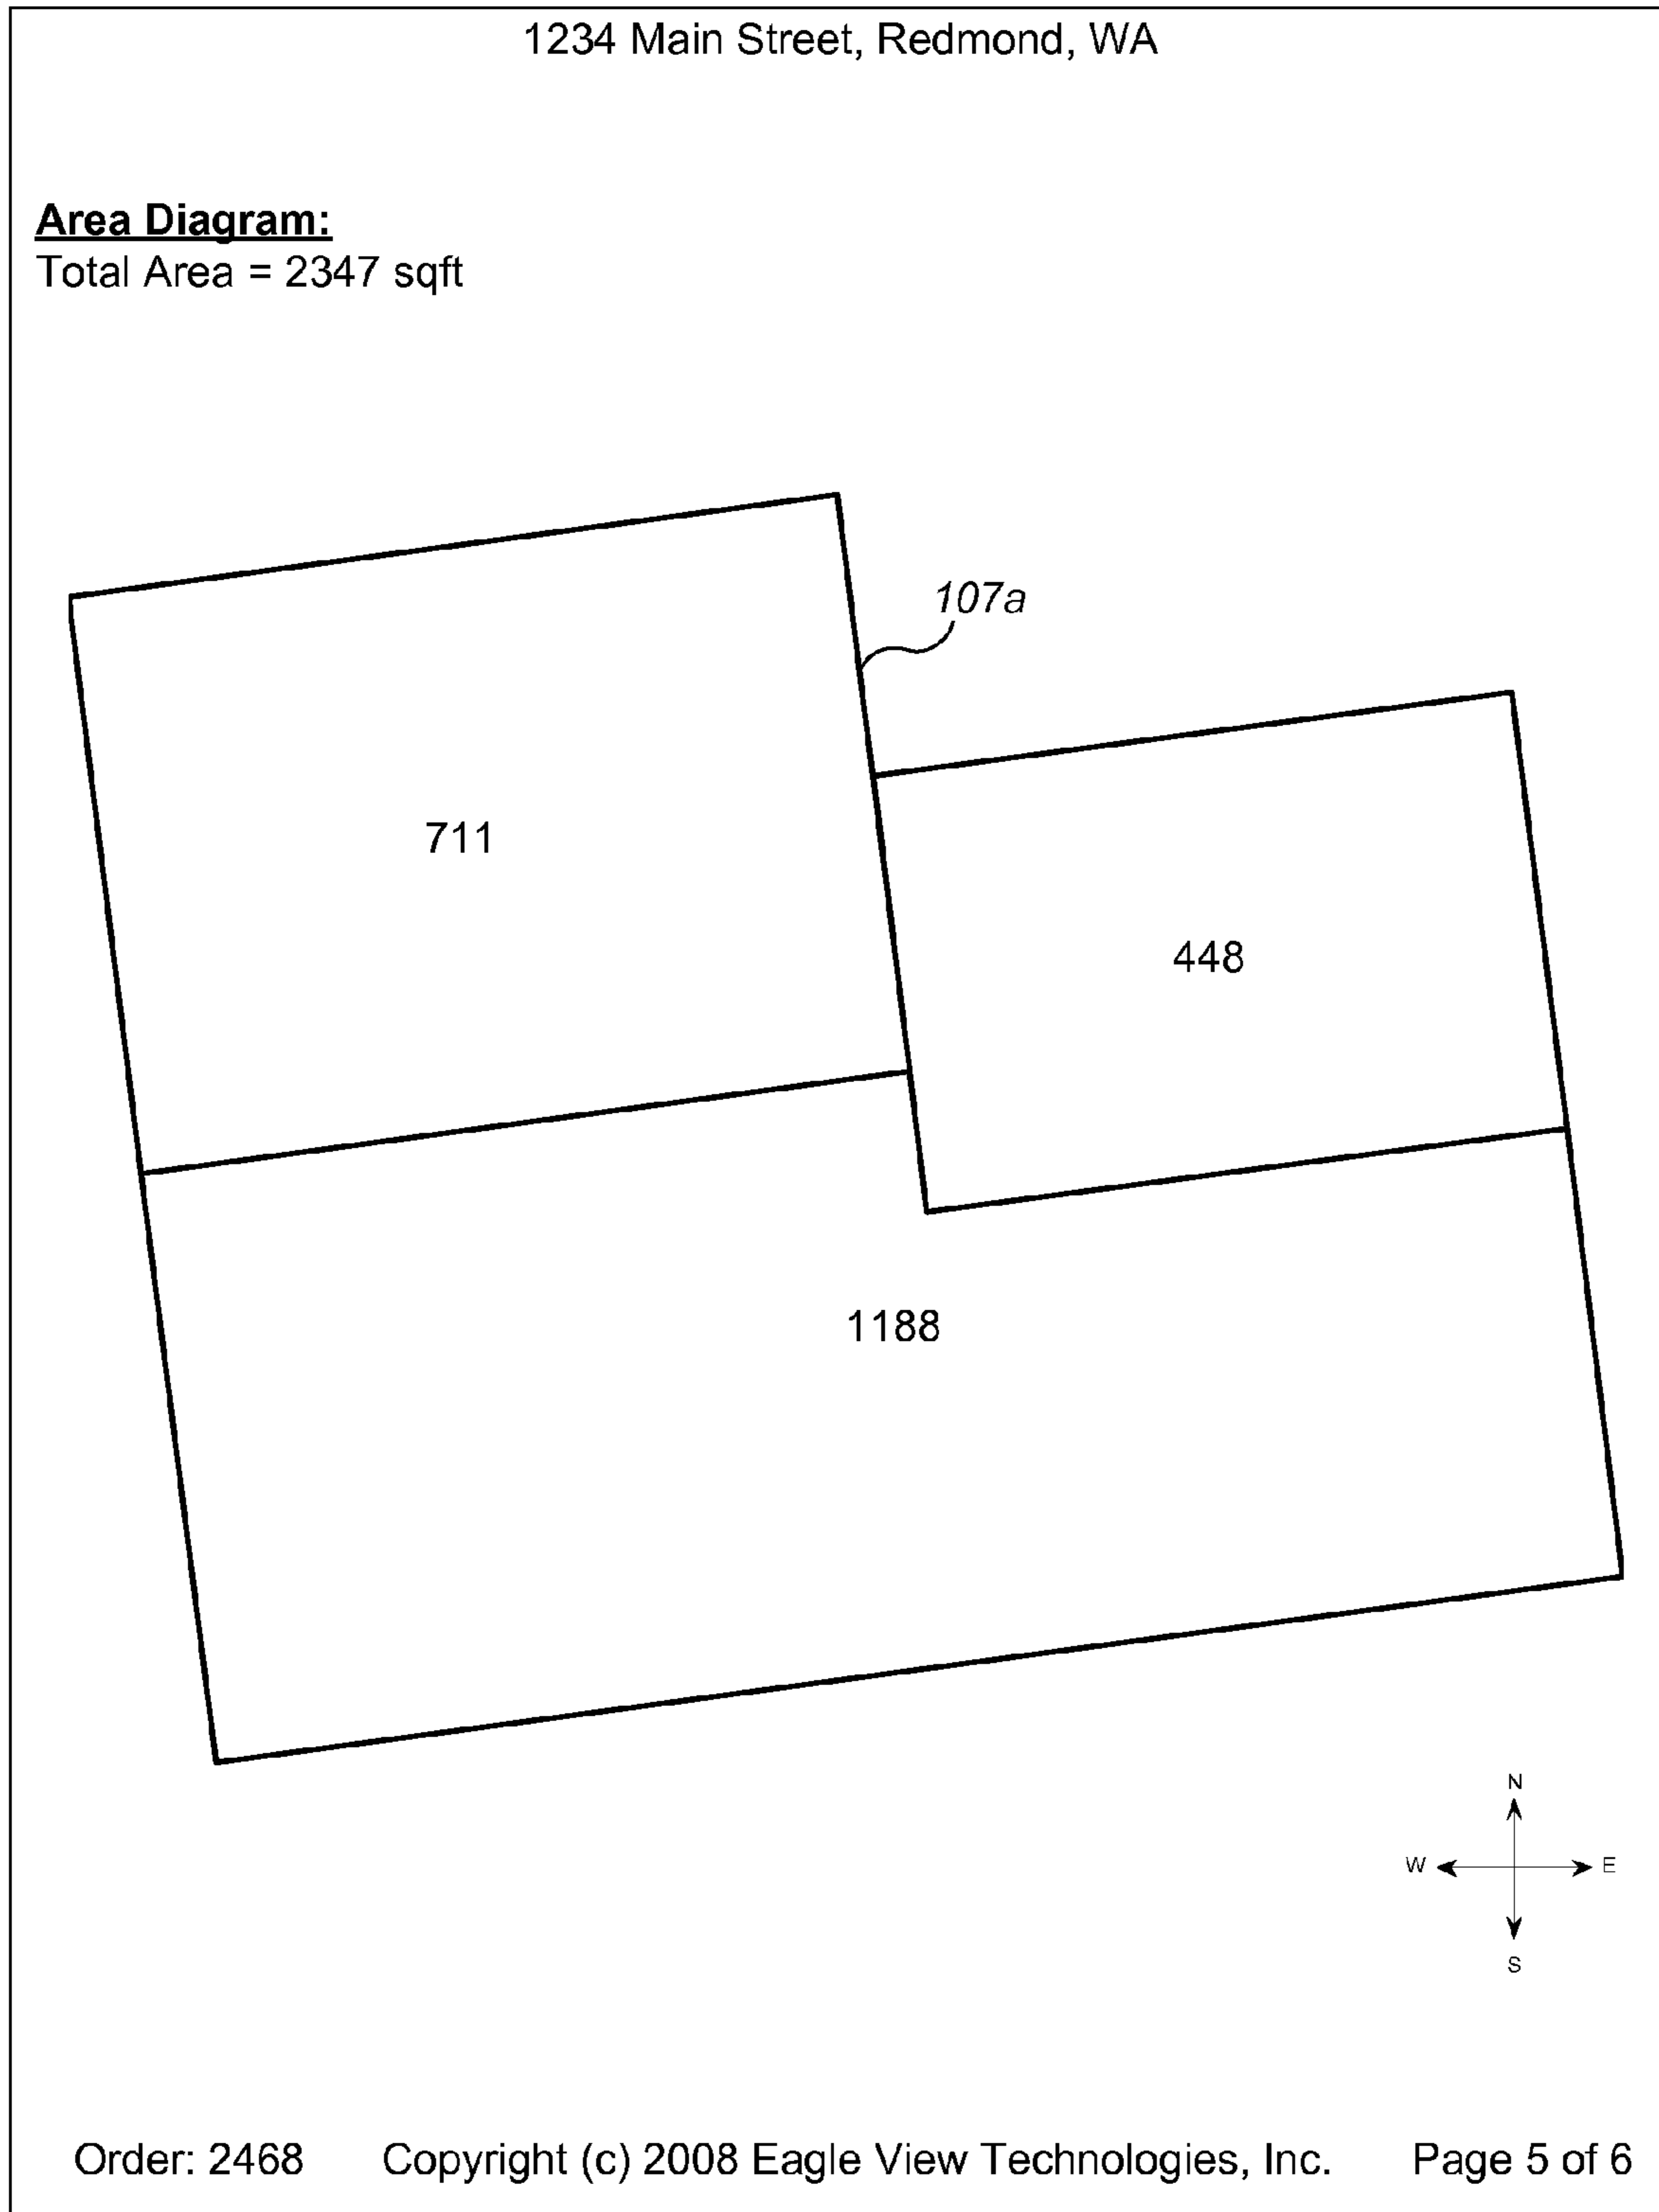 1234 Main Street, Redmond, WA
Area Diagram:
Total Area = 2347 sqft
107a
711
448
1188
N
W E
S
Order: 2468 Copyright (c) 2008 Eagle View Technologies, Inc. Page 5 of 6